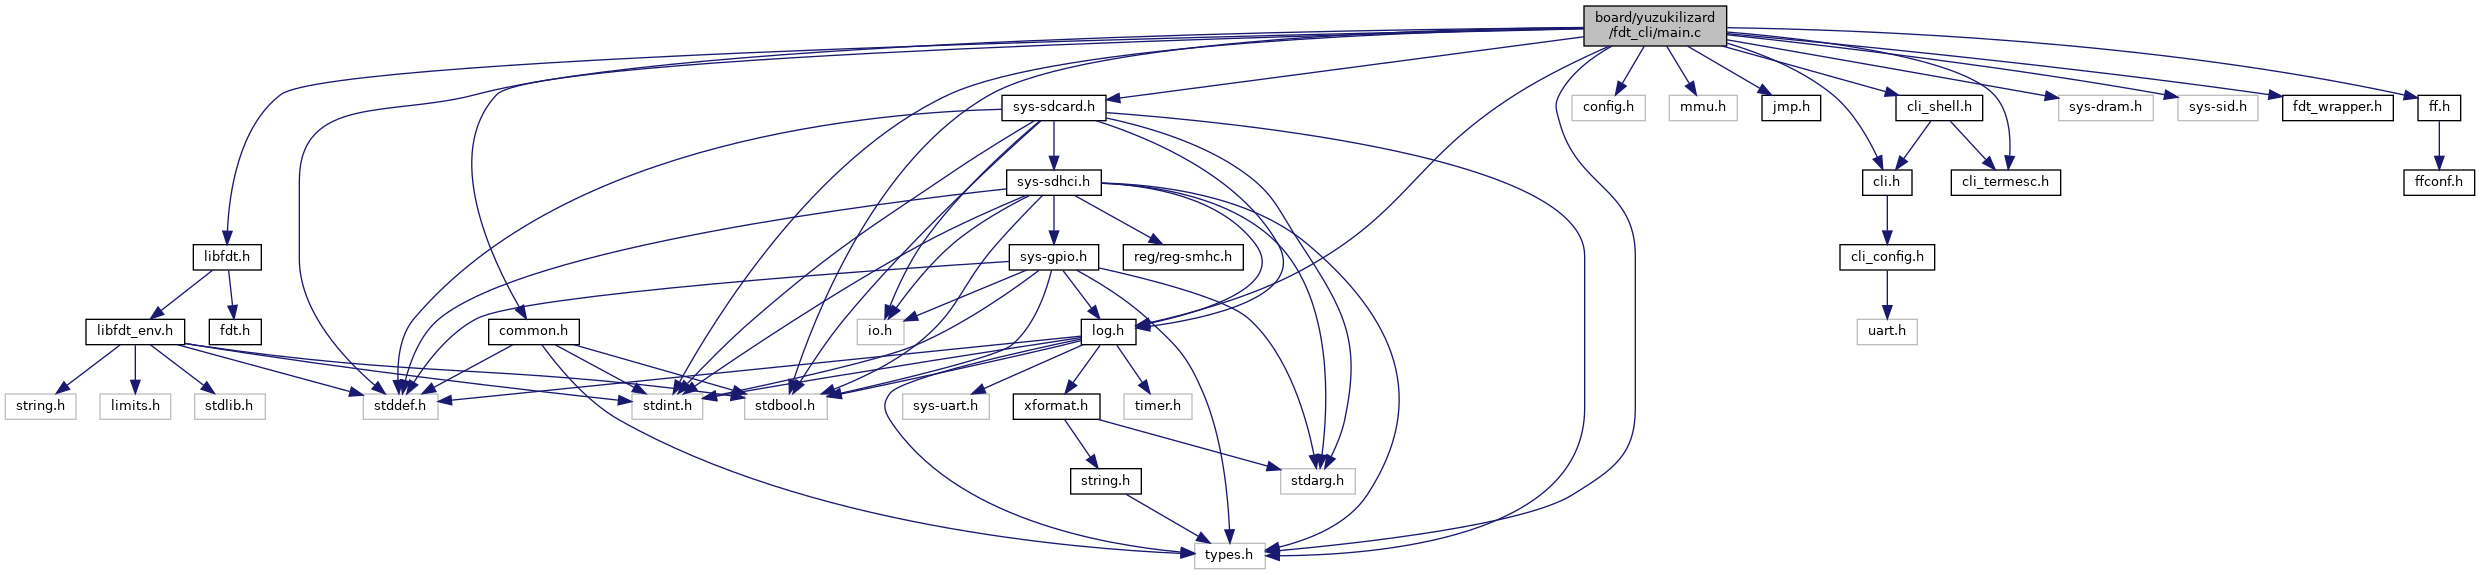 board/yuzukilizard
/fdt_cli/main.c
sys-sdcard.h
config.h
mmu.h
jmp.h
cli_shell.h
sys-dram.h
sys-sid.h
fdt_wrapper.h
ff.h
sys-sdhci.h
cli.h
cli_termesc.h
ffconf.h
libfdt.h
sys-gpio.h
reg/reg-smhc.h
cli_config.h
libfdt_env.h
fdt.h
common.h
io.h
log.h
uart.h
string.h
limits.h
stdlib.h
stddef.h
stdint.h
stdbool.h
sys-uart.h
xformat.h
timer.h
string.h
stdarg.h
types.h